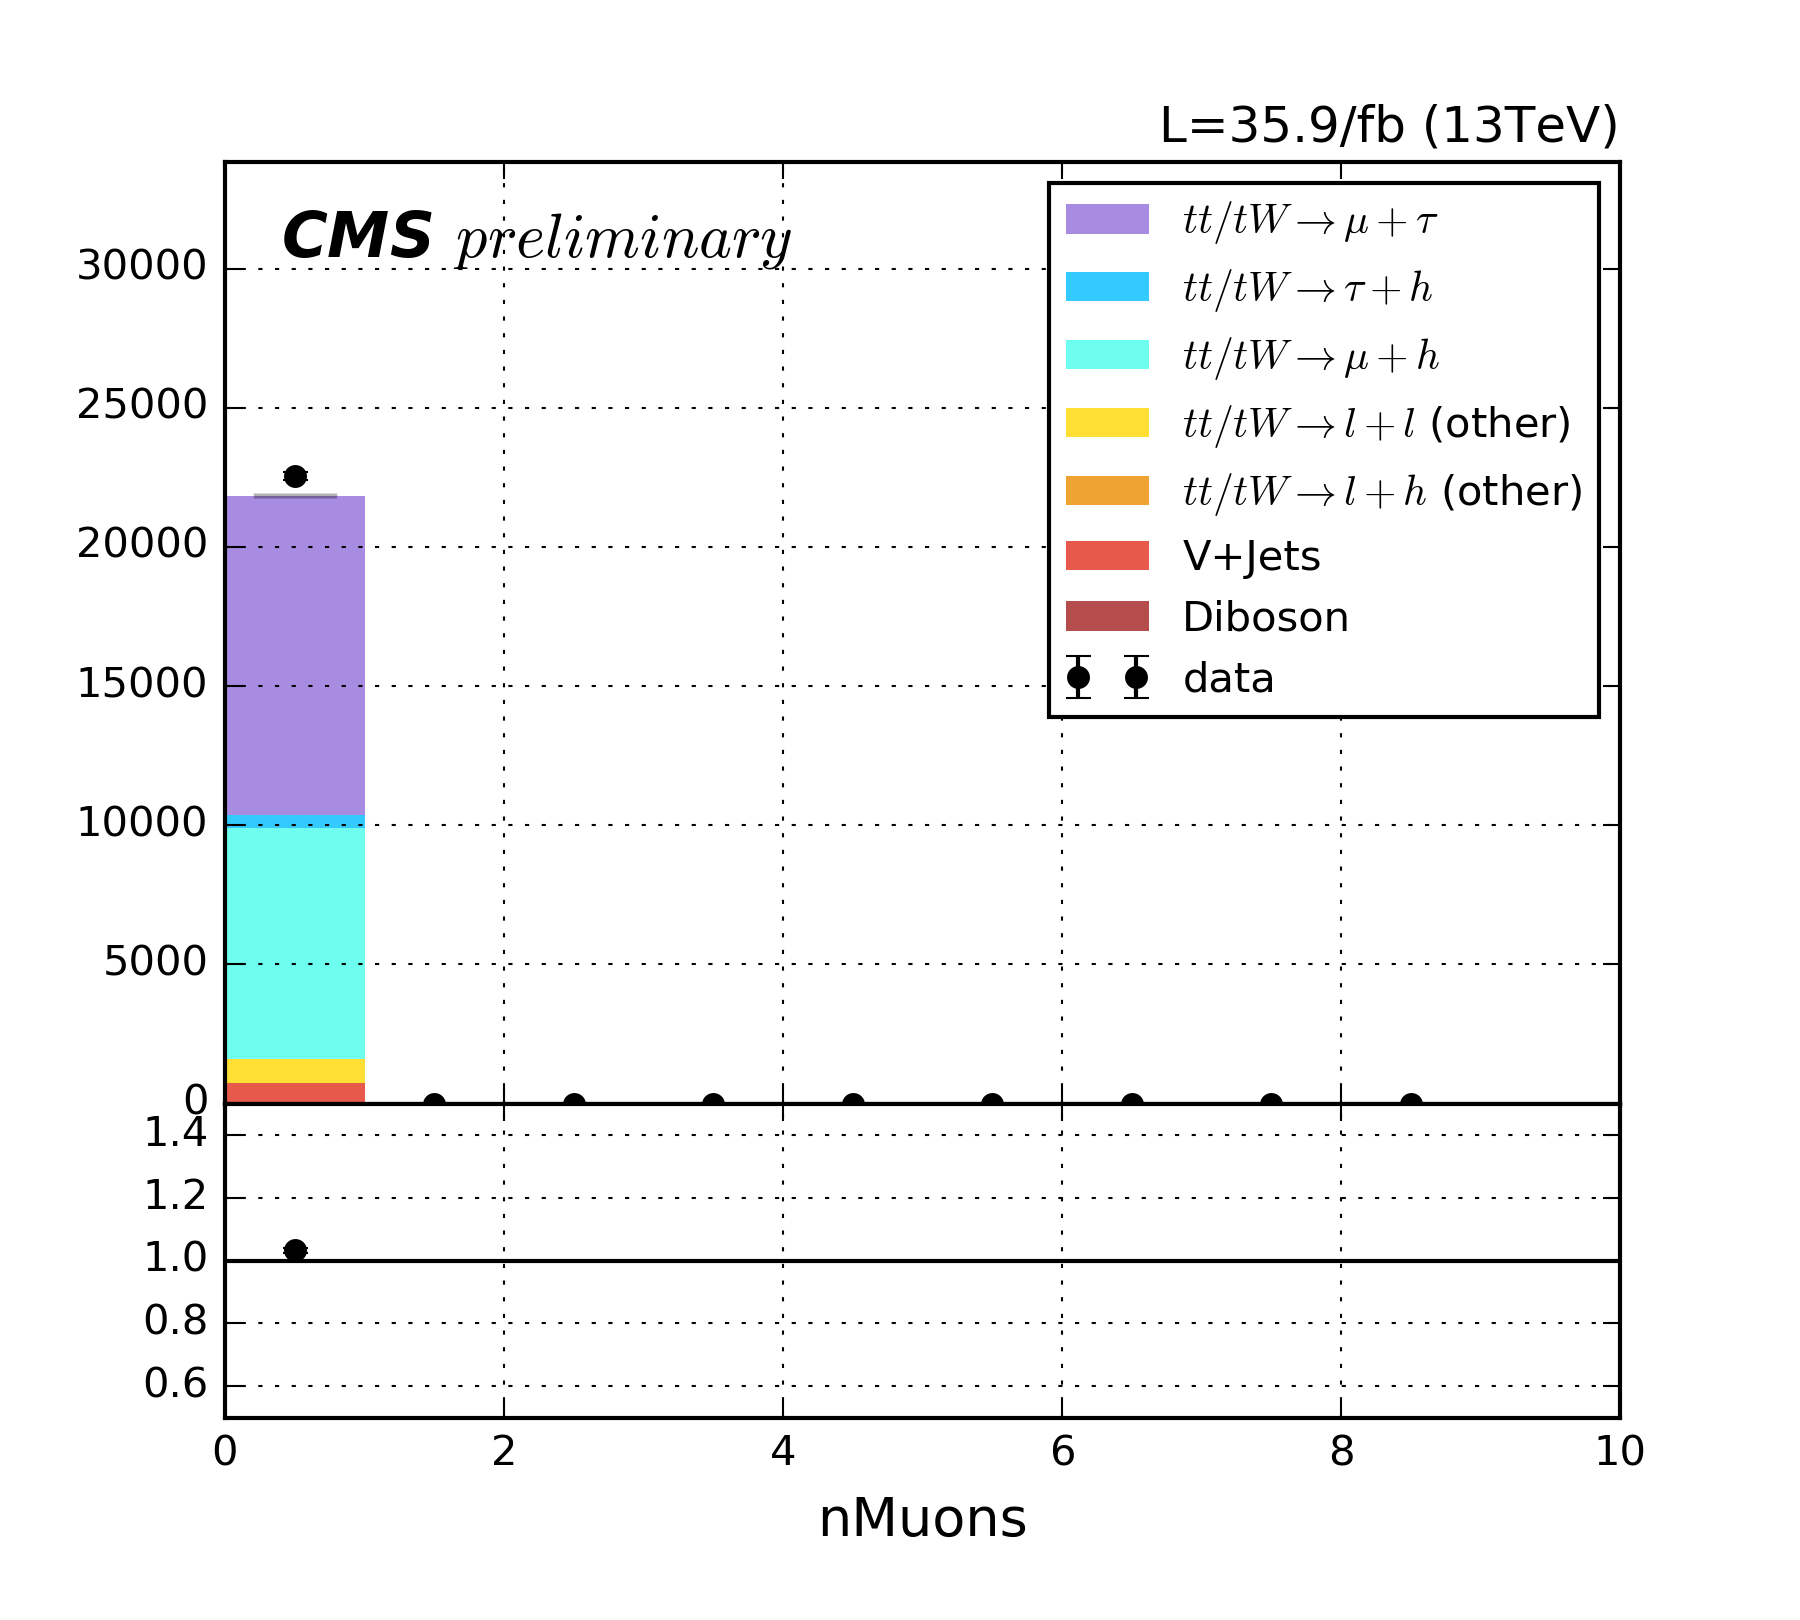 L=35.9/fb (13TeV)
CMS preliminary
30000
25000
20000
15000
10000
5000
0
tt/tW → μ + τ
tt/tW → τ + h
tt/tW → μ + h
tt/tW → l + l (other)
tt/tW → l + h (other)
V+Jets
Diboson
data
1.4
1.2
1.0
0.8
0.6
0 2 4 6 8 10
nMuons